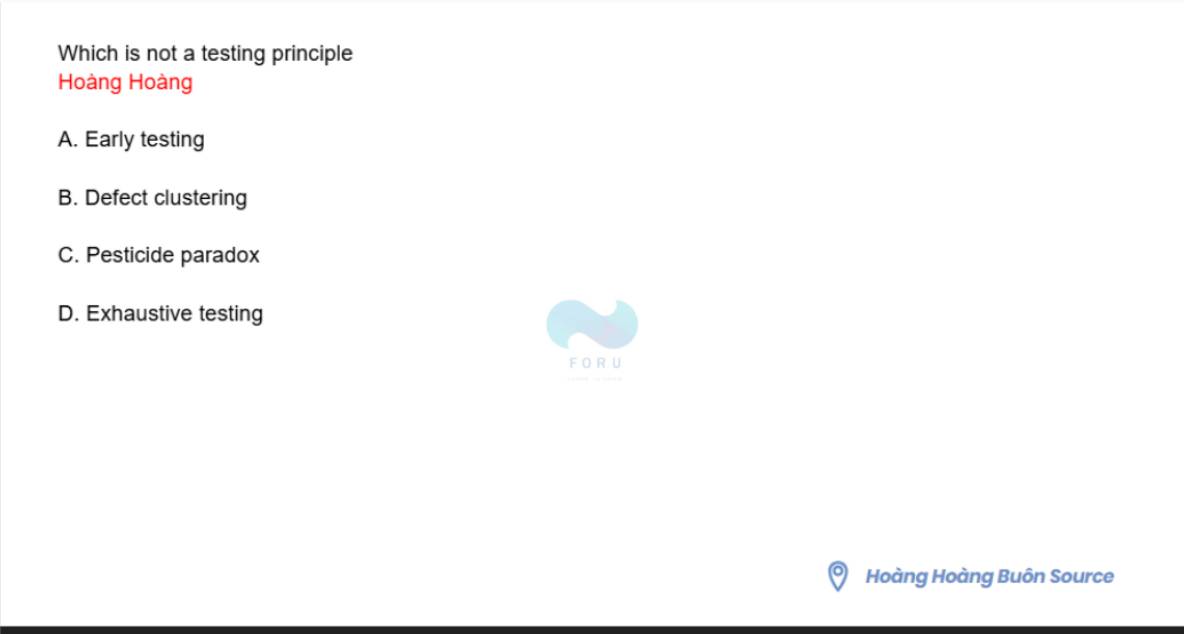 Which is not a testing principle
Hoàng Hoàng
A. Early testing
B. Defect clustering
C. Pesticide paradox
D. Exhaustive testing
FORU
Hoàng Hoàng Buôn Source